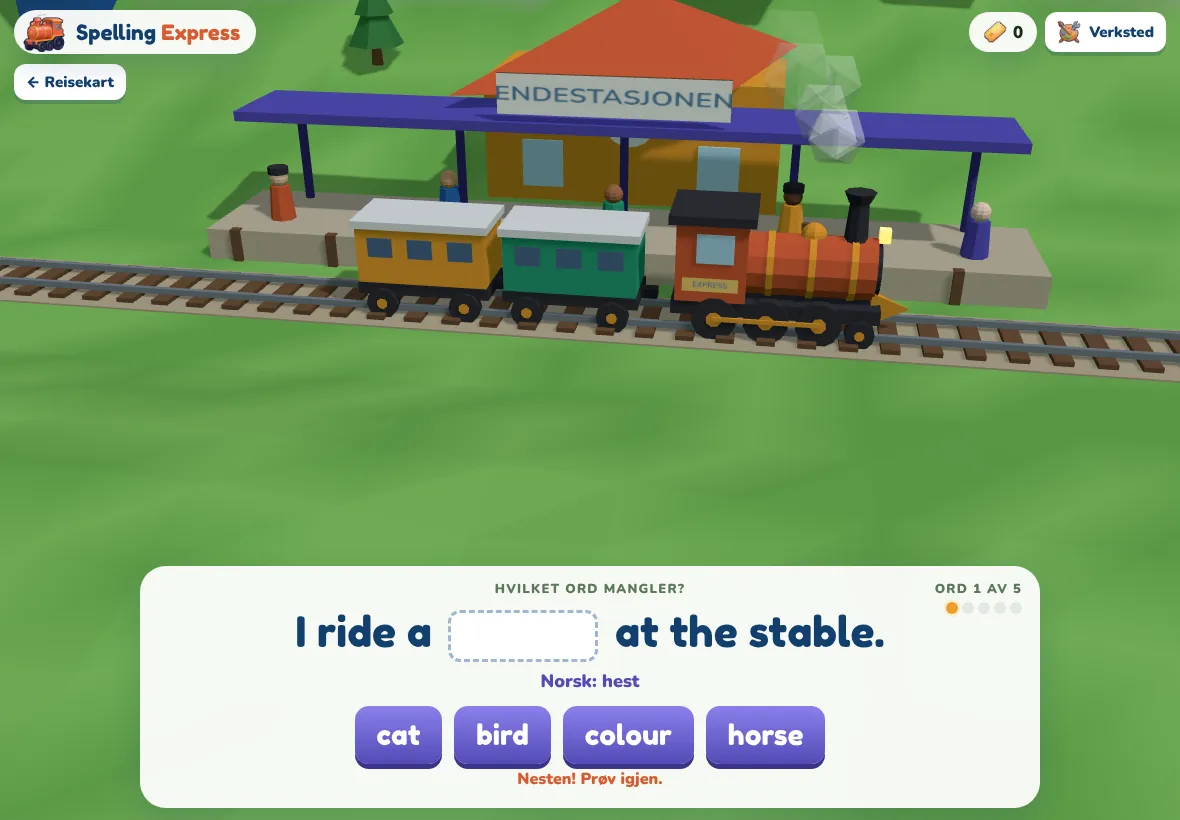 Spelling Express
0
Verksted
← Reisekart
ENDESTASJONEN
EXPRESS
HVILKET ORD MANGLER?
ORD 1 AV 5
I ride a at the stable.
Norsk: hest
cat
bird
colour
horse
Nesten! Prøv igjen.